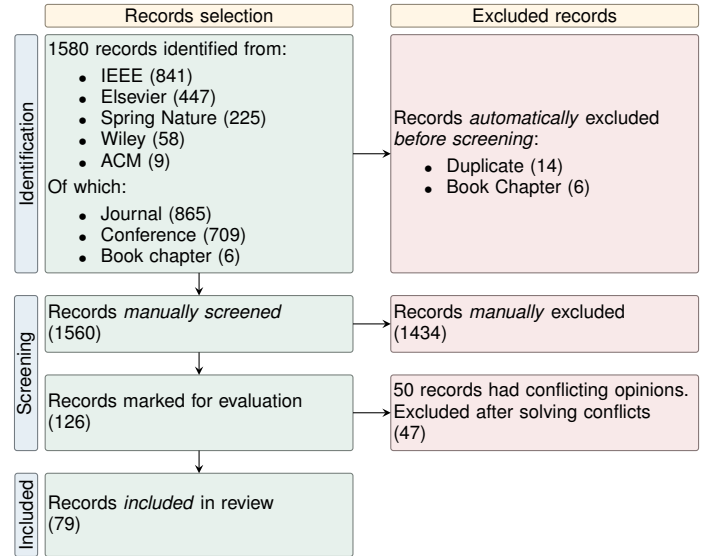 Records selection
Excluded records
Identification
1580 records identified from:
• IEEE (841)
• Elsevier (447)
• Spring Nature (225)
• Wiley (58)
• ACM (9)
Of which:
• Journal (865)
• Conference (709)
• Book chapter (6)
Records automatically excluded
before screening:
• Duplicate (14)
• Book Chapter (6)
Screening
Records manually screened
(1560)
Records manually excluded
(1434)
Records marked for evaluation
(126)
50 records had conflicting opinions.
Excluded after solving conflicts
(47)
Included
Records included in review
(79)